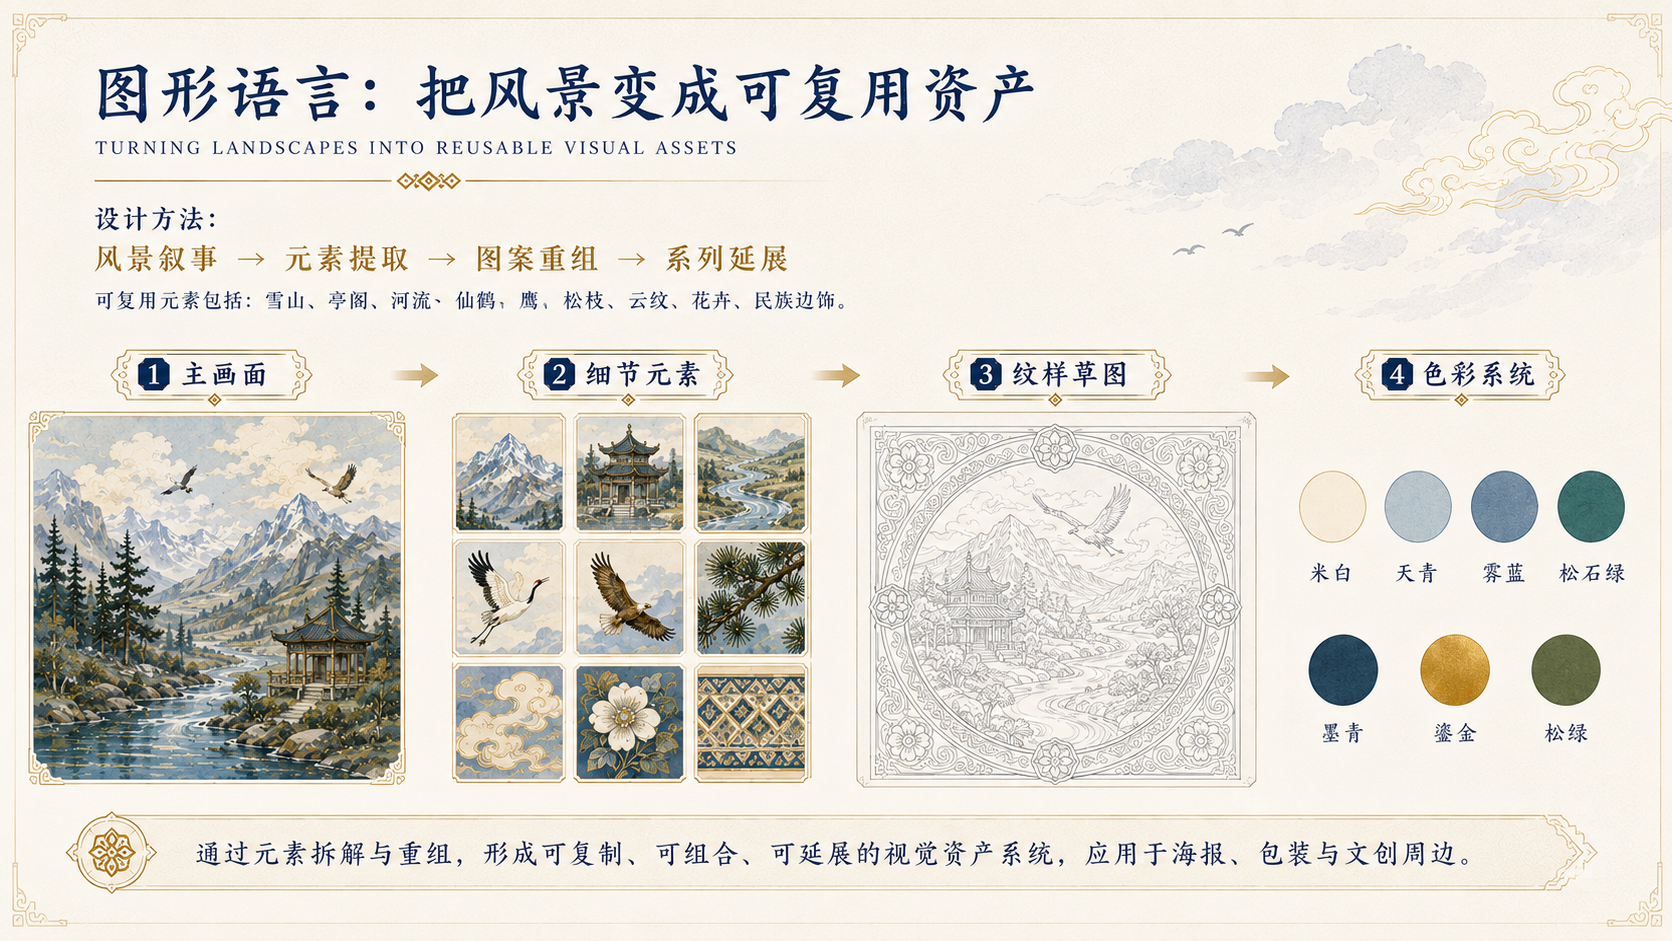 图形语言：把风景变成可复用资产
TURNING LANDSCAPES INTO REUSABLE VISUAL ASSETS
设计方法：
风景叙事 → 元素提取 → 图案重组 → 系列延展
可复用元素包括：雪山、亭阁、河流、仙鹤、鹰、松枝、云纹、花卉、民族边饰。
1 主画面
2 细节元素
3 纹样草图
4 色彩系统
米白
天青
雾蓝
松石绿
墨青
鎏金
松绿
通过元素拆解与重组，形成可复制、可组合、可延展的视觉资产系统，应用于海报、包装与文创周边。